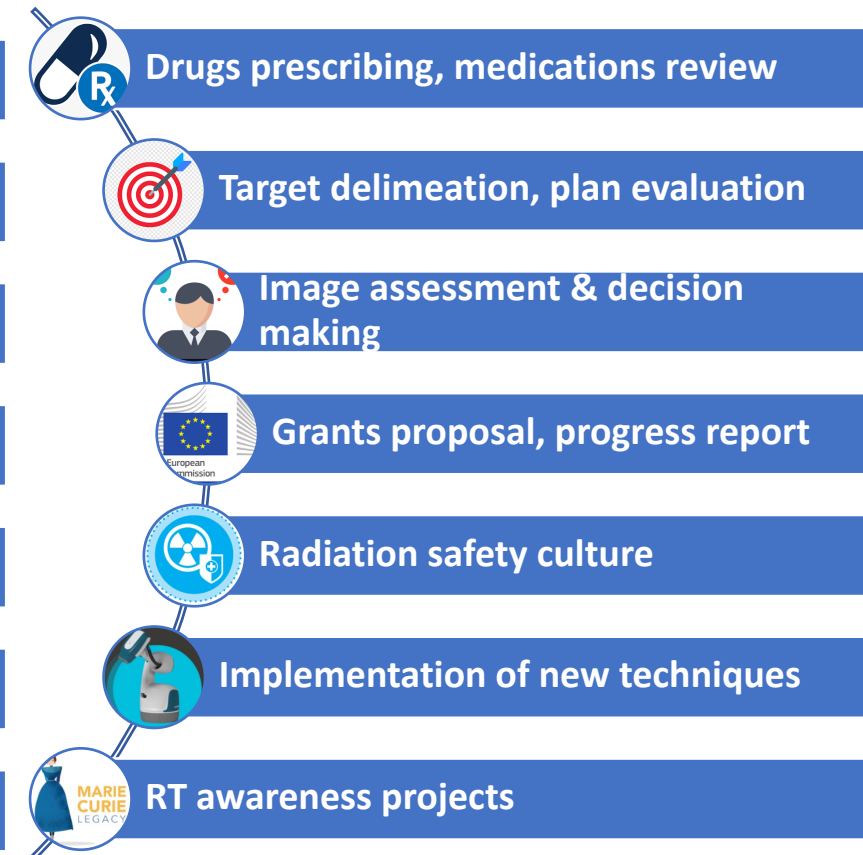 Rx
Drugs prescribing, medications review
Target delimeation, plan evaluation
Image assessment & decision
making
European
Commission
Grants proposal, progress report
Radiation safety culture
Implementation of new techniques
MARIE
CURIE
LEGACY
RT awareness projects